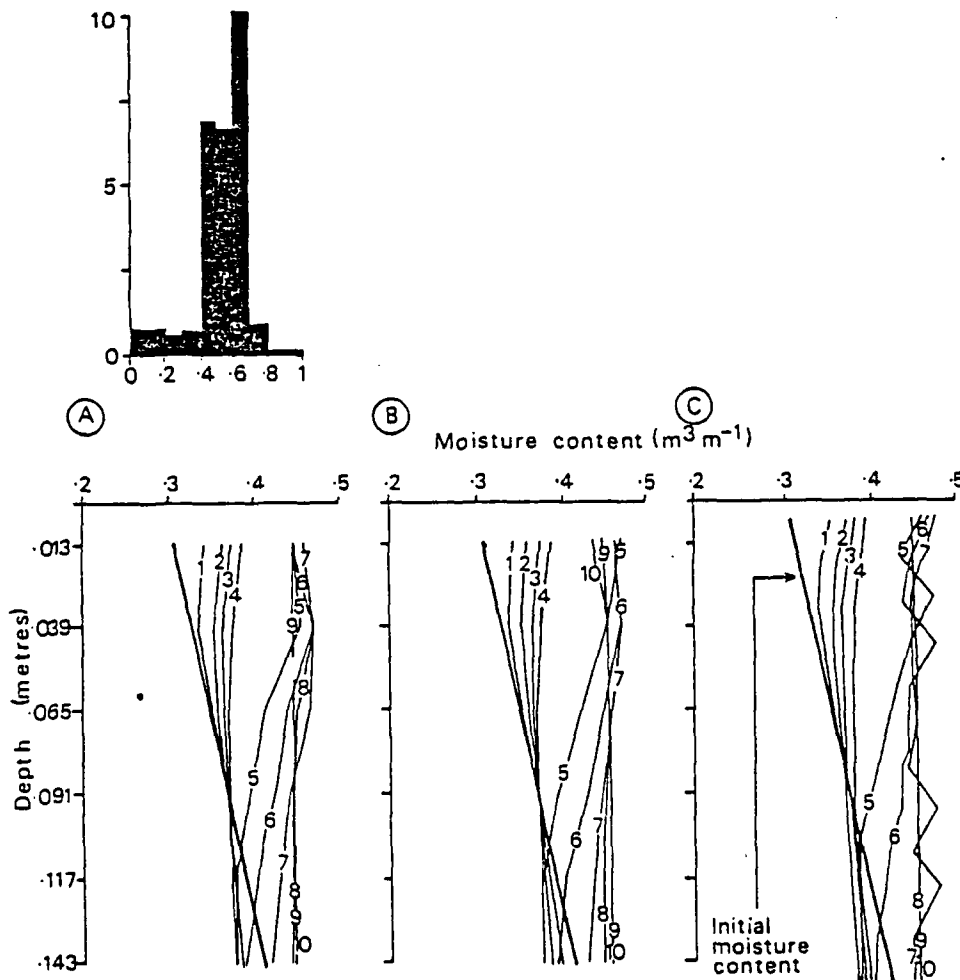 10
5
0
0 ·2 ·4 ·6 ·8 1
A B C
Moisture content (m³ m⁻¹)
·2 ·3 ·4 ·5 ·2 ·3 ·4 ·5 ·2 ·3 ·4 ·5
Depth (metres)
·013
·039
·065
·091
·117
·143
1 2 3 4 7 6 5 9 8 5 6 7 8 9 10
1 2 3 4 9 5 10 6 7 5 6 7 8 9 10
1 2 3 4 5 6 7 5 6 8 9 7 10
Initial
moisture
content